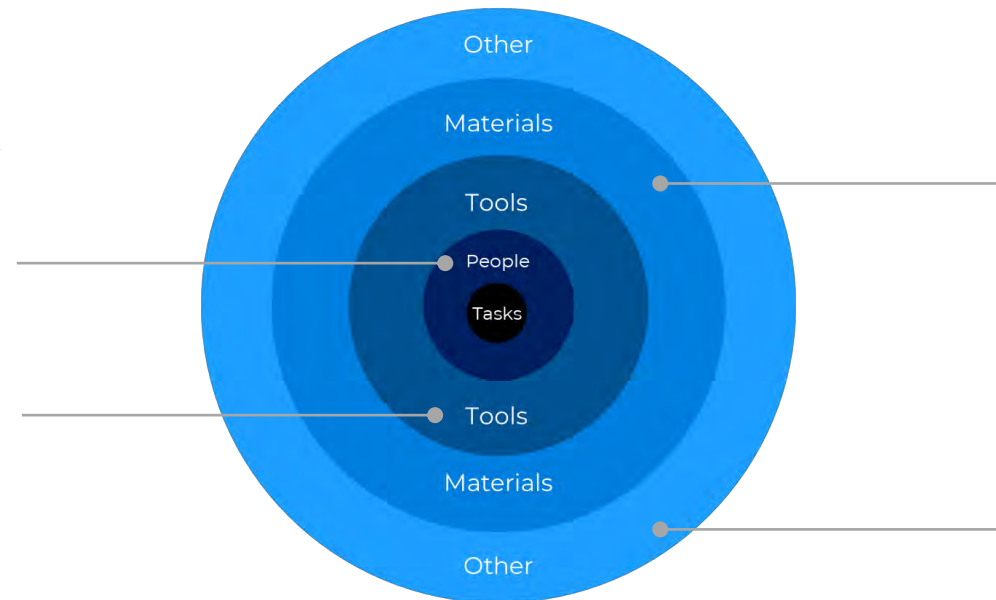 Other
Materials
Tools
People
Tasks
Tools
Materials
Other